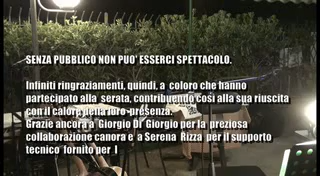 SENZA PUBBLICO NON PUO' ESSERCI SPETTACOLO.
Infiniti ringraziamenti, quindi, a coloro che hanno
partecipato alla serata, contribuendo così alla sua riuscita
con il calore della loro presenza.
Grazie ancora a Giorgio Di Giorgio per la preziosa
collaborazione canora e a Serena Rizza per il supporto
tecnico fornito per l